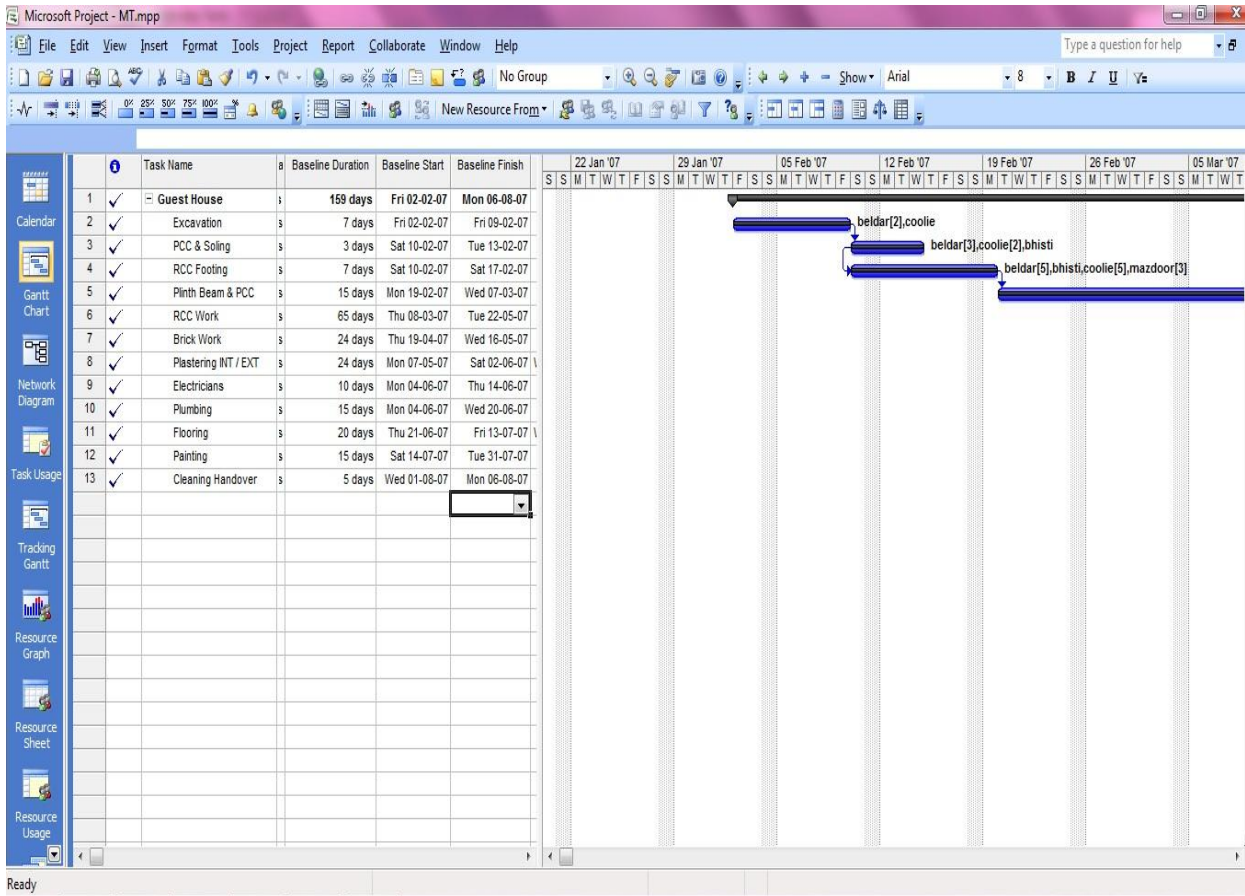 Microsoft Project - MT.mpp
File Edit View Insert Format Tools Project Report Collaborate Window Help
Type a question for help
No Group Show Arial 8 B I U
0% 25% 50% 75% 100% New Resource From
Task Name a Baseline Duration Baseline Start Baseline Finish
22 Jan '07 29 Jan '07 05 Feb '07 12 Feb '07 19 Feb '07 26 Feb '07 05 Mar '07
S S M T W T F S S M T W T F S S M T W T F S S M T W T F S S M T W T F S S M T W T F S S M T W T
1 Guest House s 159 days Fri 02-02-07 Mon 06-08-07
2 Excavation s 7 days Fri 02-02-07 Fri 09-02-07 beldar[2],coolie
3 PCC & Soling s 3 days Sat 10-02-07 Tue 13-02-07 beldar[3],coolie[2],bhisti
4 RCC Footing s 7 days Sat 10-02-07 Sat 17-02-07 beldar[5],bhisti,coolie[5],mazdoor[3]
5 Plinth Beam & PCC s 15 days Mon 19-02-07 Wed 07-03-07
6 RCC Work s 65 days Thu 08-03-07 Tue 22-05-07
7 Brick Work s 24 days Thu 19-04-07 Wed 16-05-07
8 Plastering INT / EXT s 24 days Mon 07-05-07 Sat 02-06-07
9 Electricians s 10 days Mon 04-06-07 Thu 14-06-07
10 Plumbing s 15 days Mon 04-06-07 Wed 20-06-07
11 Flooring s 20 days Thu 21-06-07 Fri 13-07-07
12 Painting s 15 days Sat 14-07-07 Tue 31-07-07
13 Cleaning Handover s 5 days Wed 01-08-07 Mon 06-08-07
Calendar
Gantt
Chart
Network
Diagram
Task Usage
Tracking
Gantt
Resource
Graph
Resource
Sheet
Resource
Usage
Ready